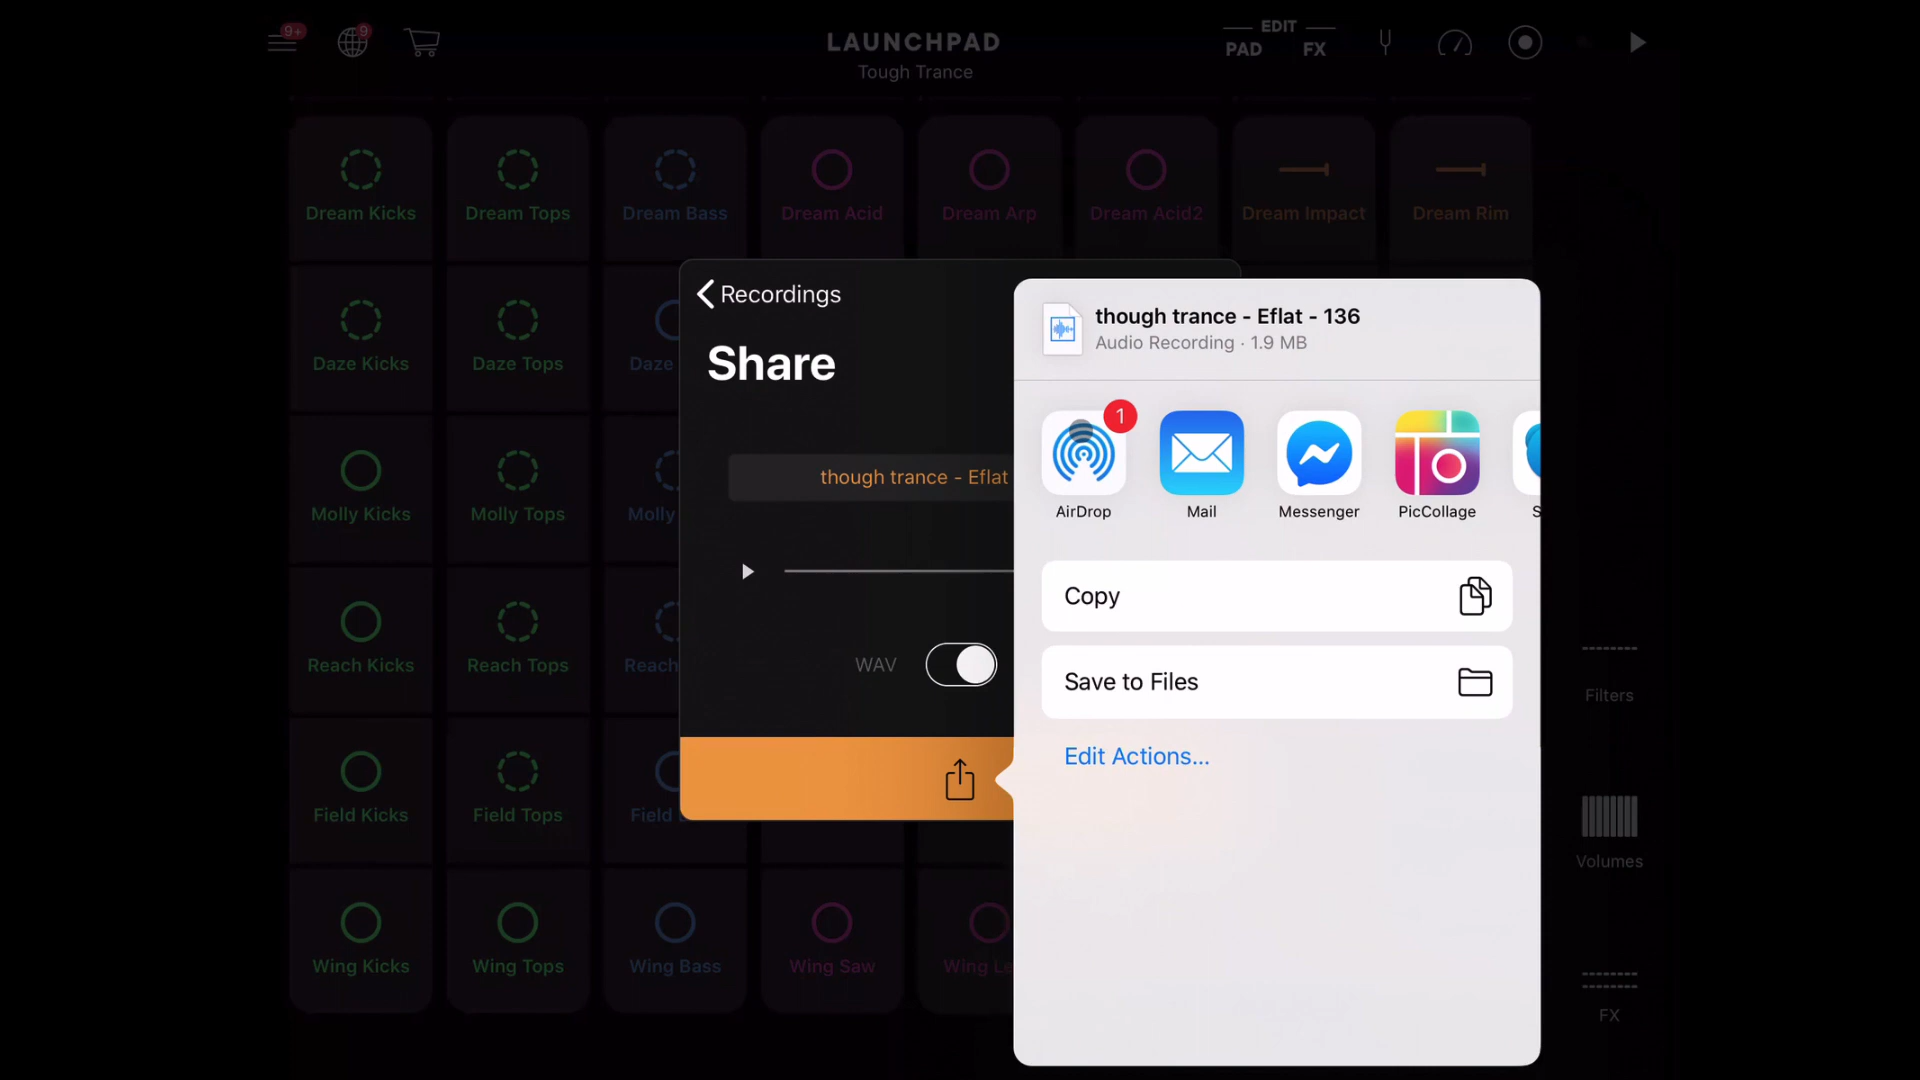 9+
9
LAUNCHPAD
Tough Trance
EDIT
PAD FX
Dream Kicks
Dream Tops
Dream Bass
Dream Acid
Dream Arp
Dream Acid2
Dream Impact
Dream Rim
Daze Kicks
Daze Tops
Daze
Molly Kicks
Molly Tops
Molly
Reach Kicks
Reach Tops
Reach
Field Kicks
Field Tops
Field
Wing Kicks
Wing Tops
Wing Bass
Wing Saw
Wing
Recordings
Share
though trance - Eflat
WAV
though trance - Eflat - 136
Audio Recording · 1.9 MB
1
AirDrop
Mail
Messenger
PicCollage
S
Copy
Save to Files
Edit Actions...
Filters
Volumes
FX